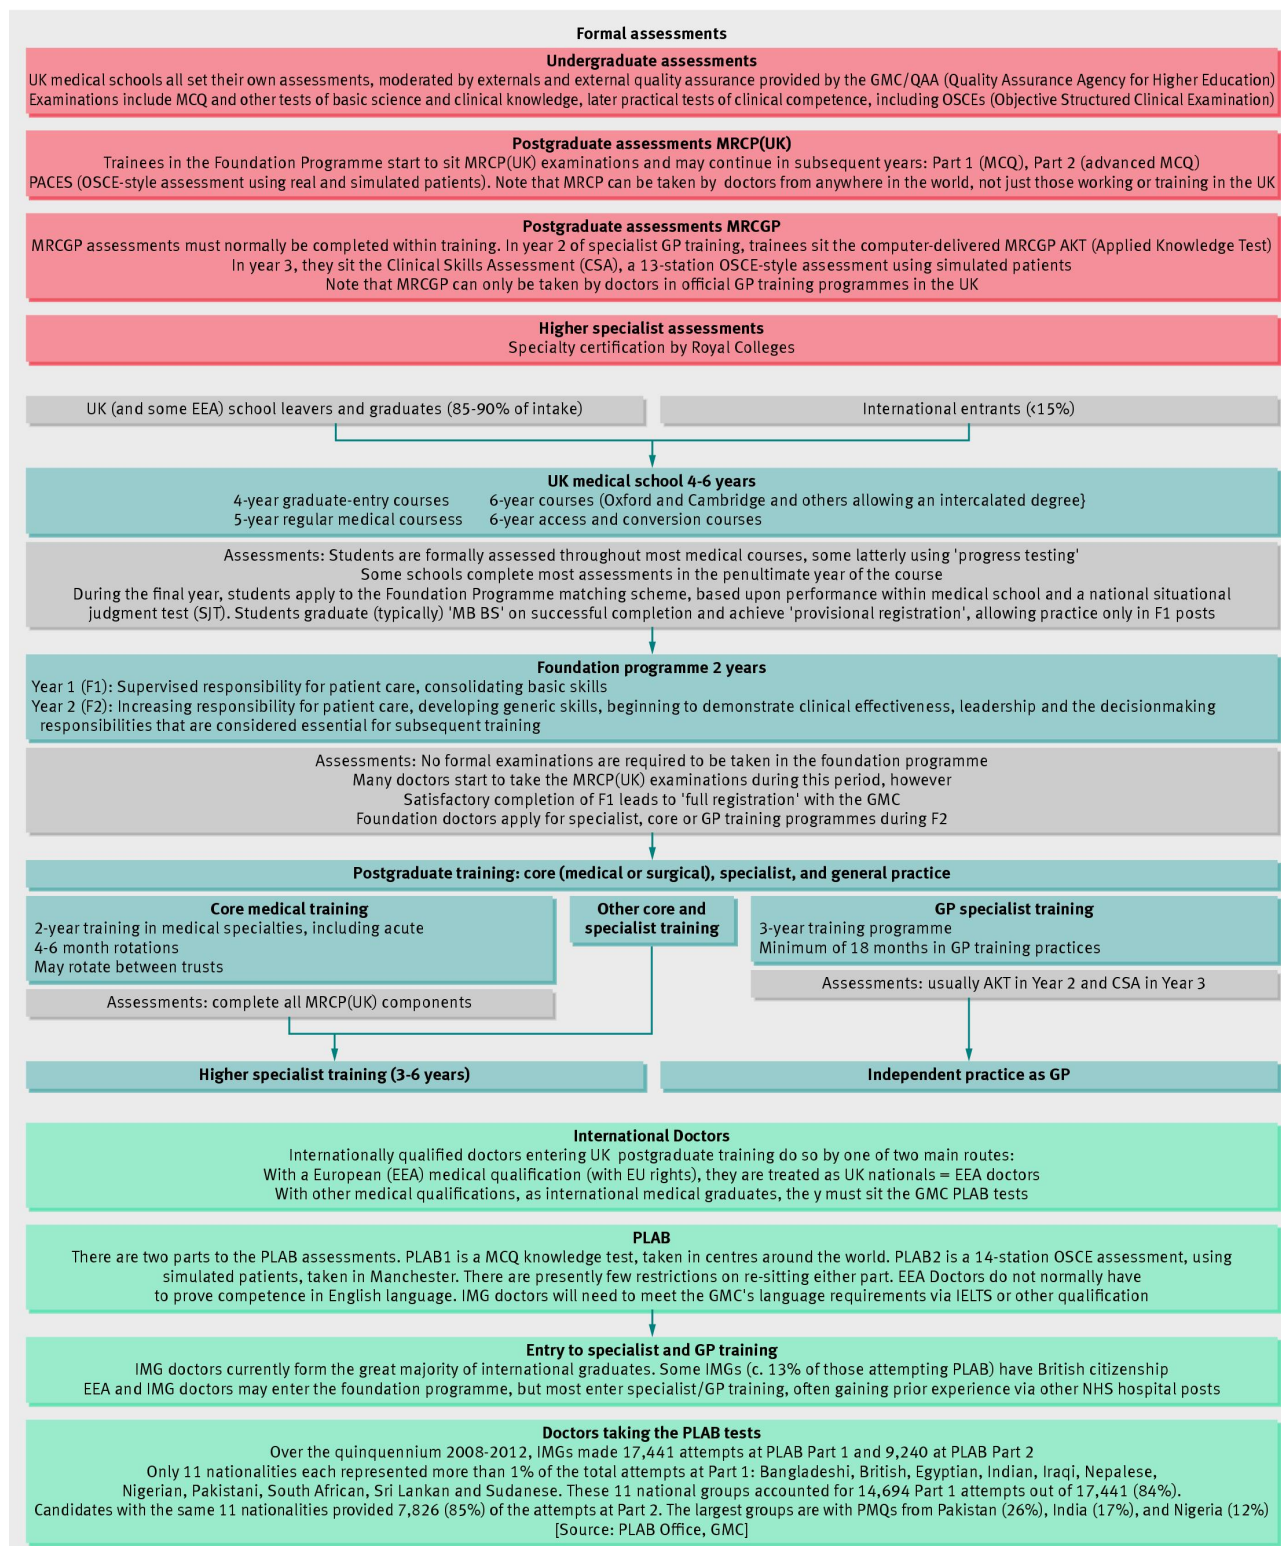 Formal assessments
Undergraduate assessments
UK medical schools all set their own assessments, moderated by externals and external quality assurance provided by the GMC/QAA (Quality Assurance Agency for Higher Education)
Examinations include MCQ and other tests of basic science and clinical knowledge, later practical tests of clinical competence, including OSCEs (Objective Structured Clinical Examination)
Postgraduate assessments MRCP(UK)
Trainees in the Foundation Programme start to sit MRCP(UK) examinations and may continue in subsequent years: Part 1 (MCQ), Part 2 (advanced MCQ)
PACES (OSCE-style assessment using real and simulated patients). Note that MRCP can be taken by doctors from anywhere in the world, not just those working or training in the UK
Postgraduate assessments MRCGP
MRCGP assessments must normally be completed within training. In year 2 of specialist GP training, trainees sit the computer-delivered MRCGP AKT (Applied Knowledge Test)
In year 3, they sit the Clinical Skills Assessment (CSA), a 13-station OSCE-style assessment using simulated patients
Note that MRCGP can only be taken by doctors in official GP training programmes in the UK
Higher specialist assessments
Specialty certification by Royal Colleges
UK (and some EEA) school leavers and graduates (85-90% of intake)
International entrants (<15%)
UK medical school 4-6 years
4-year graduate-entry courses 6-year courses (Oxford and Cambridge and others allowing an intercalated degree}
5-year regular medical coursess 6-year access and conversion courses
Assessments: Students are formally assessed throughout most medical courses, some latterly using 'progress testing'
Some schools complete most assessments in the penultimate year of the course
During the final year, students apply to the Foundation Programme matching scheme, based upon performance within medical school and a national situational
judgment test (SJT). Students graduate (typically) 'MB BS' on successful completion and achieve 'provisional registration', allowing practice only in F1 posts
Foundation programme 2 years
Year 1 (F1): Supervised responsibility for patient care, consolidating basic skills
Year 2 (F2): Increasing responsibility for patient care, developing generic skills, beginning to demonstrate clinical effectiveness, leadership and the decisionmaking
responsibilities that are considered essential for subsequent training
Assessments: No formal examinations are required to be taken in the foundation programme
Many doctors start to take the MRCP(UK) examinations during this period, however
Satisfactory completion of F1 leads to 'full registration' with the GMC
Foundation doctors apply for specialist, core or GP training programmes during F2
Postgraduate training: core (medical or surgical), specialist, and general practice
Core medical training
2-year training in medical specialties, including acute
4-6 month rotations
May rotate between trusts
Assessments: complete all MRCP(UK) components
Other core and
specialist training
GP specialist training
3-year training programme
Minimum of 18 months in GP training practices
Assessments: usually AKT in Year 2 and CSA in Year 3
Higher specialist training (3-6 years)
Independent practice as GP
International Doctors
Internationally qualified doctors entering UK postgraduate training do so by one of two main routes:
With a European (EEA) medical qualification (with EU rights), they are treated as UK nationals = EEA doctors
With other medical qualifications, as international medical graduates, the y must sit the GMC PLAB tests
PLAB
There are two parts to the PLAB assessments. PLAB1 is a MCQ knowledge test, taken in centres around the world. PLAB2 is a 14-station OSCE assessment, using
simulated patients, taken in Manchester. There are presently few restrictions on re-sitting either part. EEA Doctors do not normally have
to prove competence in English language. IMG doctors will need to meet the GMC's language requirements via IELTS or other qualification
Entry to specialist and GP training
IMG doctors currently form the great majority of international graduates. Some IMGs (c. 13% of those attempting PLAB) have British citizenship
EEA and IMG doctors may enter the foundation programme, but most enter specialist/GP training, often gaining prior experience via other NHS hospital posts
Doctors taking the PLAB tests
Over the quinquennium 2008-2012, IMGs made 17,441 attempts at PLAB Part 1 and 9,240 at PLAB Part 2
Only 11 nationalities each represented more than 1% of the total attempts at Part 1: Bangladeshi, British, Egyptian, Indian, Iraqi, Nepalese,
Nigerian, Pakistani, South African, Sri Lankan and Sudanese. These 11 national groups accounted for 14,694 Part 1 attempts out of 17,441 (84%).
Candidates with the same 11 nationalities provided 7,826 (85%) of the attempts at Part 2. The largest groups are with PMQs from Pakistan (26%), India (17%), and Nigeria (12%)
[Source: PLAB Office, GMC]